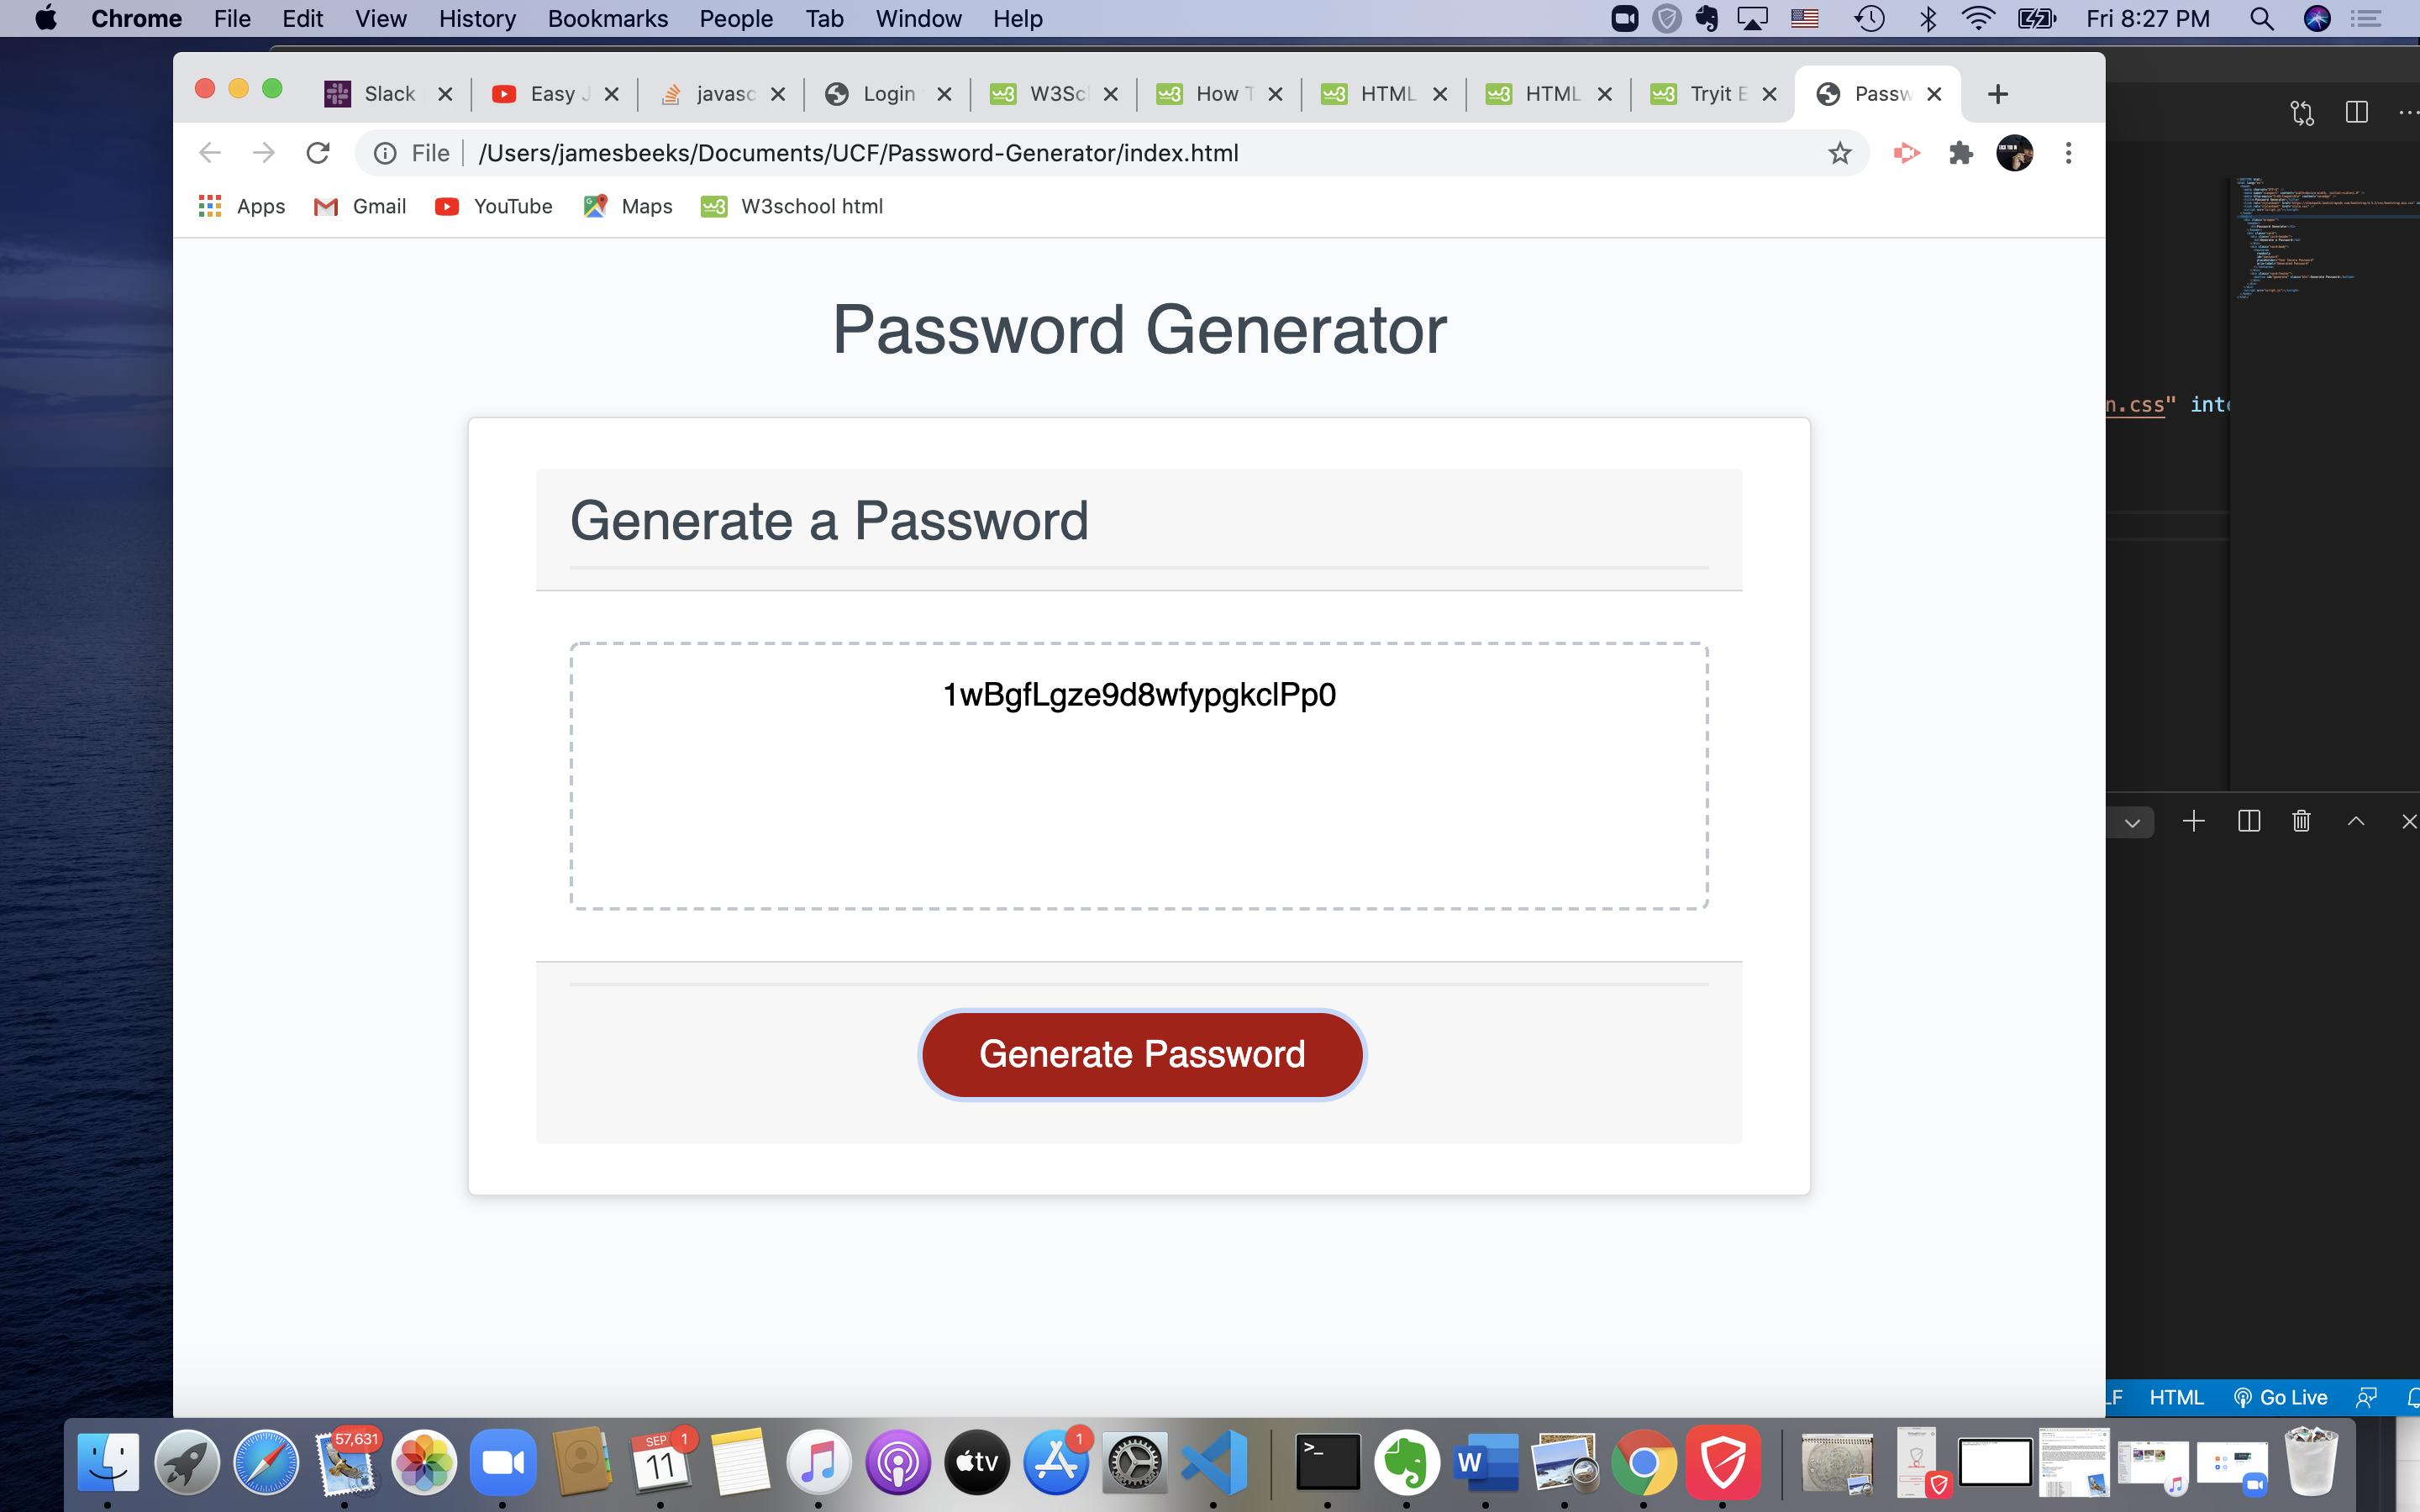 Chrome File Edit View History Bookmarks People Tab Window Help Fri 8:27 PM
Slack Easy J javasc Login W3Sc How T HTML HTML Tryit E Passw
File /Users/jamesbeeks/Documents/UCF/Password-Generator/index.html
Apps Gmail YouTube Maps W3school html
Password Generator
n.css" inte
Generate a Password
1wBgfLgze9d8wfypgkclPp0
Generate Password
LF HTML Go Live
57,631
SEP 1
11
tv
1
W